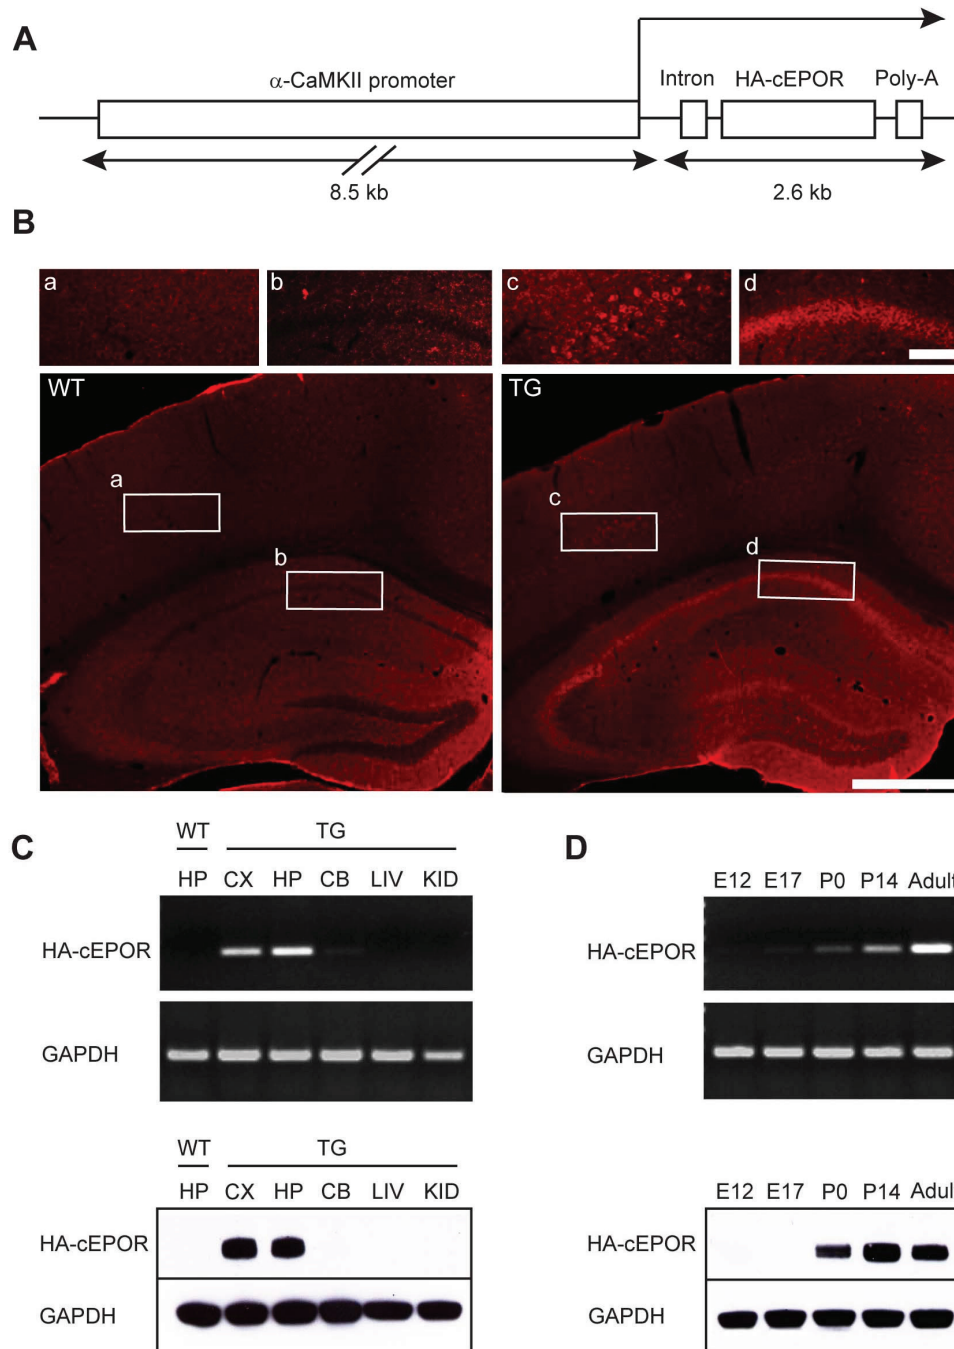 A
α-CaMKII promoter
Intron HA-cEPOR Poly-A
8.5 kb
2.6 kb
B
a b c d
WT TG
a
c
b
d
C
WT TG
HP CX HP CB LIV KID
HA-cEPOR
GAPDH
WT TG
HP CX HP CB LIV KID
HA-cEPOR
GAPDH
D
E12 E17 P0 P14 Adult
HA-cEPOR
GAPDH
E12 E17 P0 P14 Adul
HA-cEPOR
GAPDH